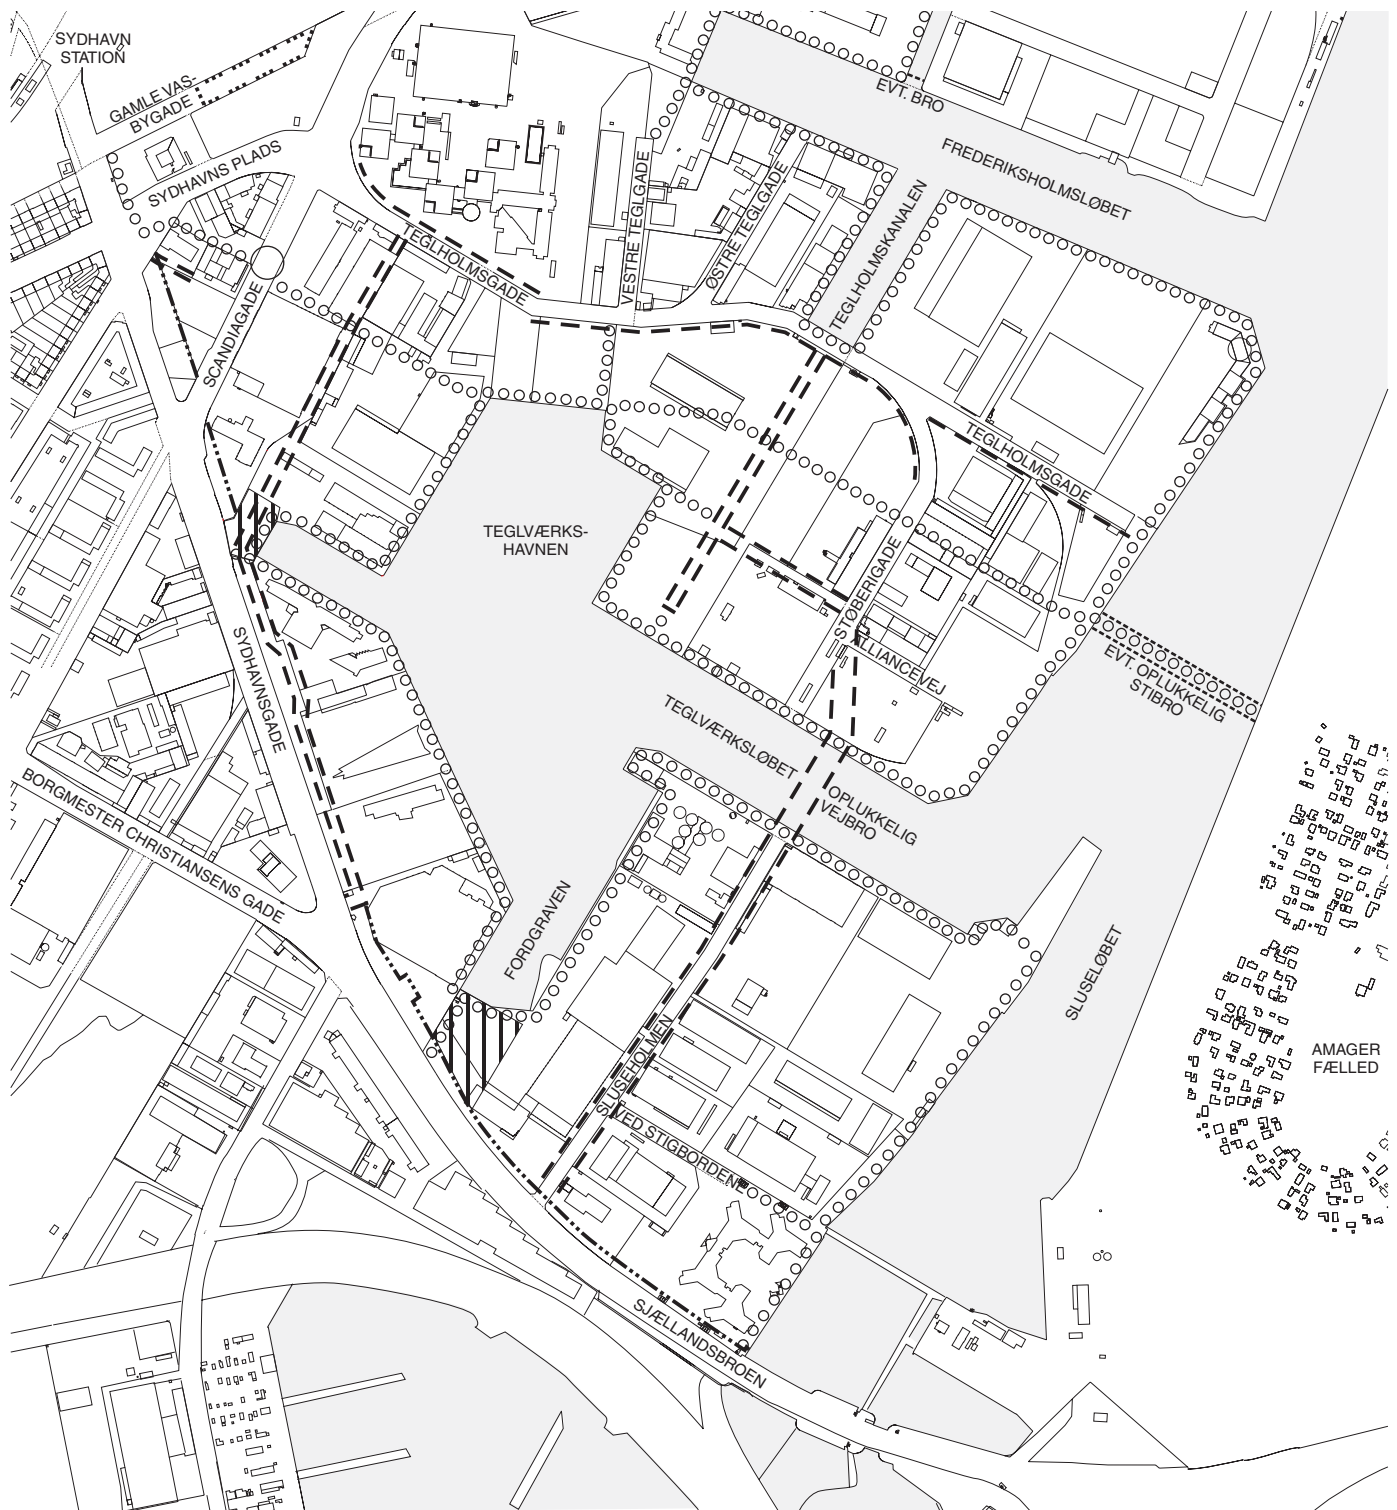 SYDHAVN
STATION
GAMLE VAS-
BYGADE
SYDHAVNS PLADS
EVT. BRO
FREDERIKSHOLMSLØBET
TEGLHOLMSGADE
VESTRE TEGLGADE
ØSTRE TEGLGADE
TEGLHOLMSKANALEN
SCANDIAGADE
TEGLHOLMSGADE
TEGLVÆRKS-
HAVNEN
STØBERIGADE
ALLIANCEVEJ
EVT. OPLUKKELIG
STIBRO
SYDHAVNSGADE
TEGLVÆRKSLØBET
OPLUKKELIG
VEJBRO
BORGMESTER CHRISTIANSENS GADE
FORDGRAVEN
SLUSELØBET
AMAGER
FÆLLED
SLUSEHOLMEN
VED STIGBORDENE
SJÆLLANDSBROEN